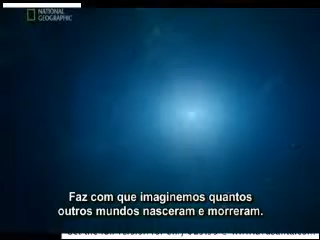 NATIONAL
GEOGRAPHIC
Faz com que imaginemos quantos
outros mundos nasceram e morreram.